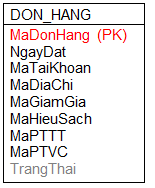 DON_HANG
MaDonHang (PK)
NgayDat
MaTaiKhoan
MaDiaChi
MaGiamGia
MaHieuSach
MaPTTT
MaPTVC
TrangThai